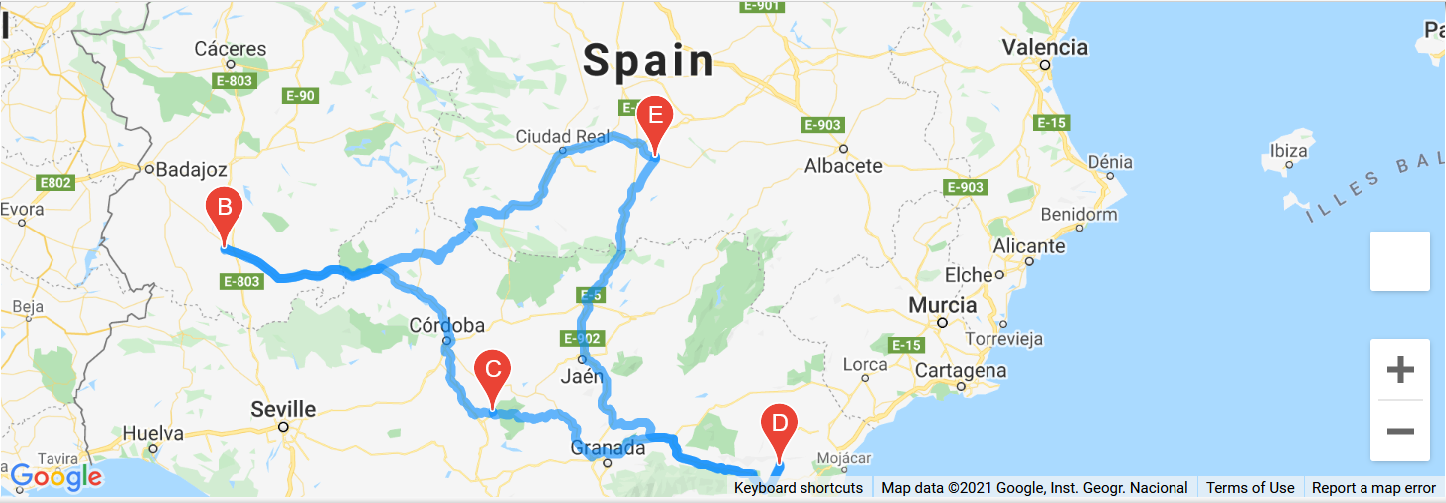 E-901
Spain
Pa
Cáceres
E-803
E-90
Valencia
E-
E
Ciudad Real
E-903
E-15
Albacete
Badajoz
E802
Ibiza
Dénia
E-903
ILLES BAL
Evora
B
Benidorm
Alicante
Elche
E-803
E-5
Beja
Córdoba
E-902
Murcia
E-15
Torrevieja
C
Jaén
Lorca
Cartagena
Seville
D
Huelva
Granada
Mojácar
Tavira
Google
Keyboard shortcuts
Map data ©2021 Google, Inst. Geogr. Nacional
Terms of Use
Report a map error